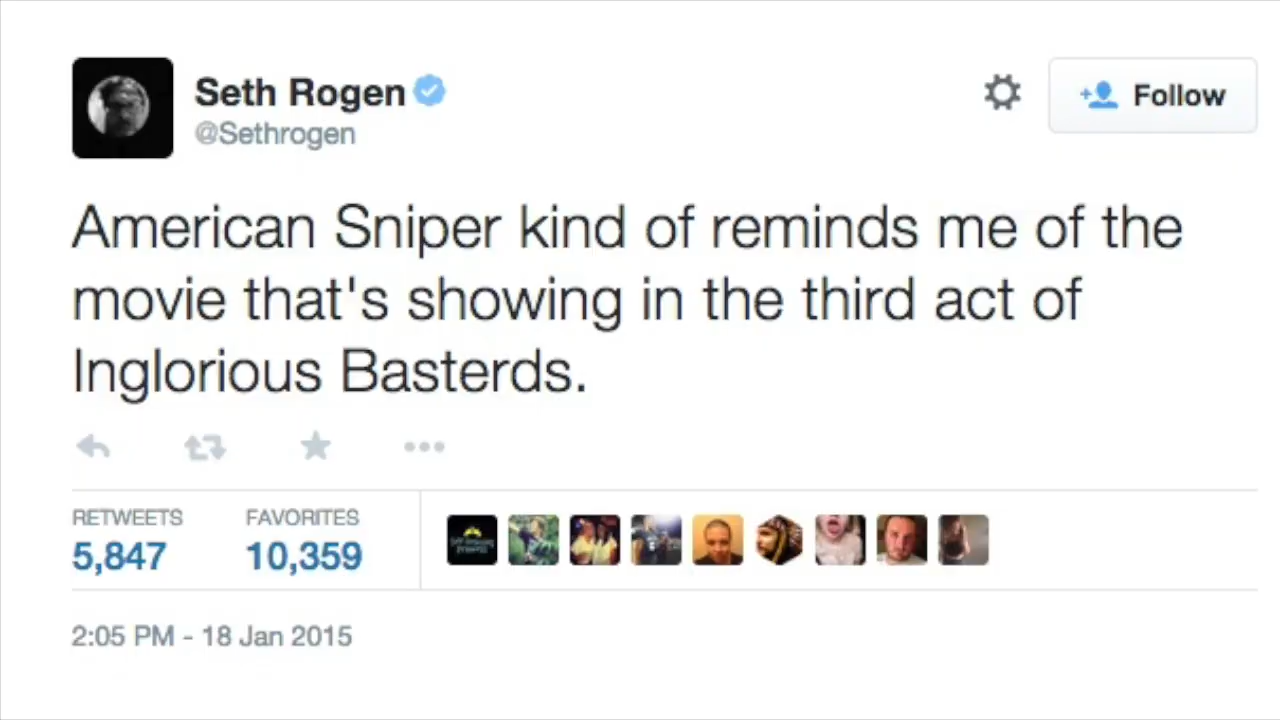 Seth Rogen
@Sethrogen
Follow
American Sniper kind of reminds me of the
movie that's showing in the third act of
Inglorious Basterds.
RETWEETS FAVORITES
5,847 10,359
2:05 PM - 18 Jan 2015